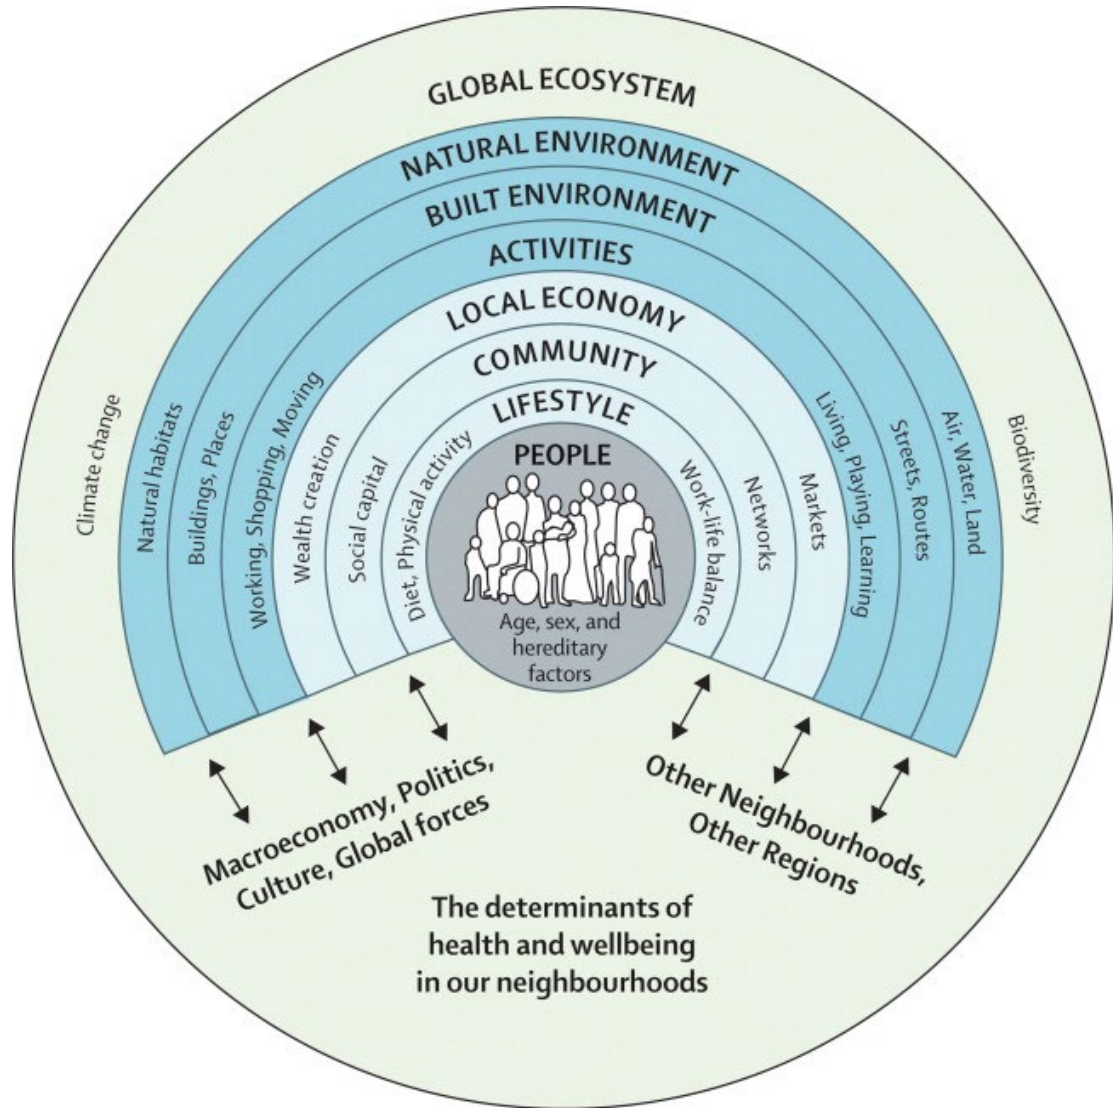 GLOBAL ECOSYSTEM
NATURAL ENVIRONMENT
BUILT ENVIRONMENT
ACTIVITIES
LOCAL ECONOMY
COMMUNITY
LIFESTYLE
PEOPLE
Age, sex, and
hereditary
factors
Climate change
Natural habitats
Buildings, Places
Working, Shopping, Moving
Wealth creation
Social capital
Diet, Physical activity
Work-life balance
Networks
Markets
Living, Playing, Learning
Streets, Routes
Air, Water, Land
Biodiversity
Macroeconomy, Politics,
Culture, Global forces
Other Neighbourhoods,
Other Regions
The determinants of
health and wellbeing
in our neighbourhoods